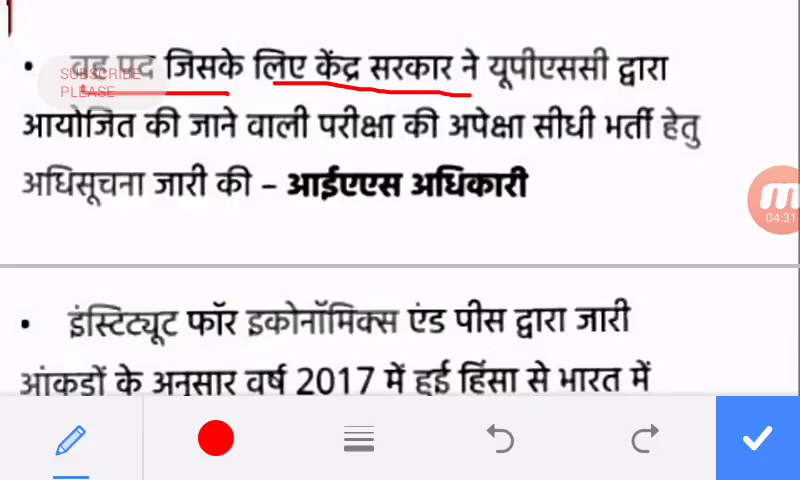 • वह पद जिसके लिए केंद्र सरकार ने यूपीएससी द्वारा
SUBSCRIBE
PLEASE
आयोजित की जाने वाली परीक्षा की अपेक्षा सीधी भर्ती हेतु
अधिसूचना जारी की – आईएएस अधिकारी
04:31
• इंस्टिट्यूट फॉर इकोनॉमिक्स एंड पीस द्वारा जारी
आंकड़ों के अनुसार वर्ष 2017 में हुई हिंसा से भारत में